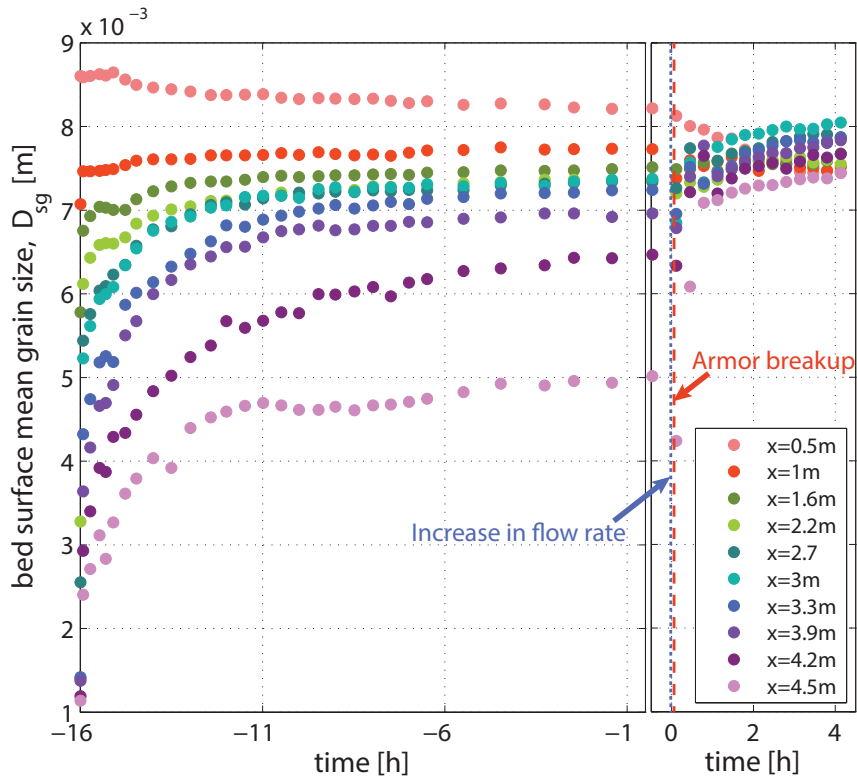 x 10⁻³
9
8
7
6
5
4
3
2
1
bed surface mean grain size, D_sg [m]
−16
−11
−6
−1
0
2
4
time [h]
time [h]
Armor breakup
Increase in flow rate
x=0.5m
x=1m
x=1.6m
x=2.2m
x=2.7
x=3m
x=3.3m
x=3.9m
x=4.2m
x=4.5m